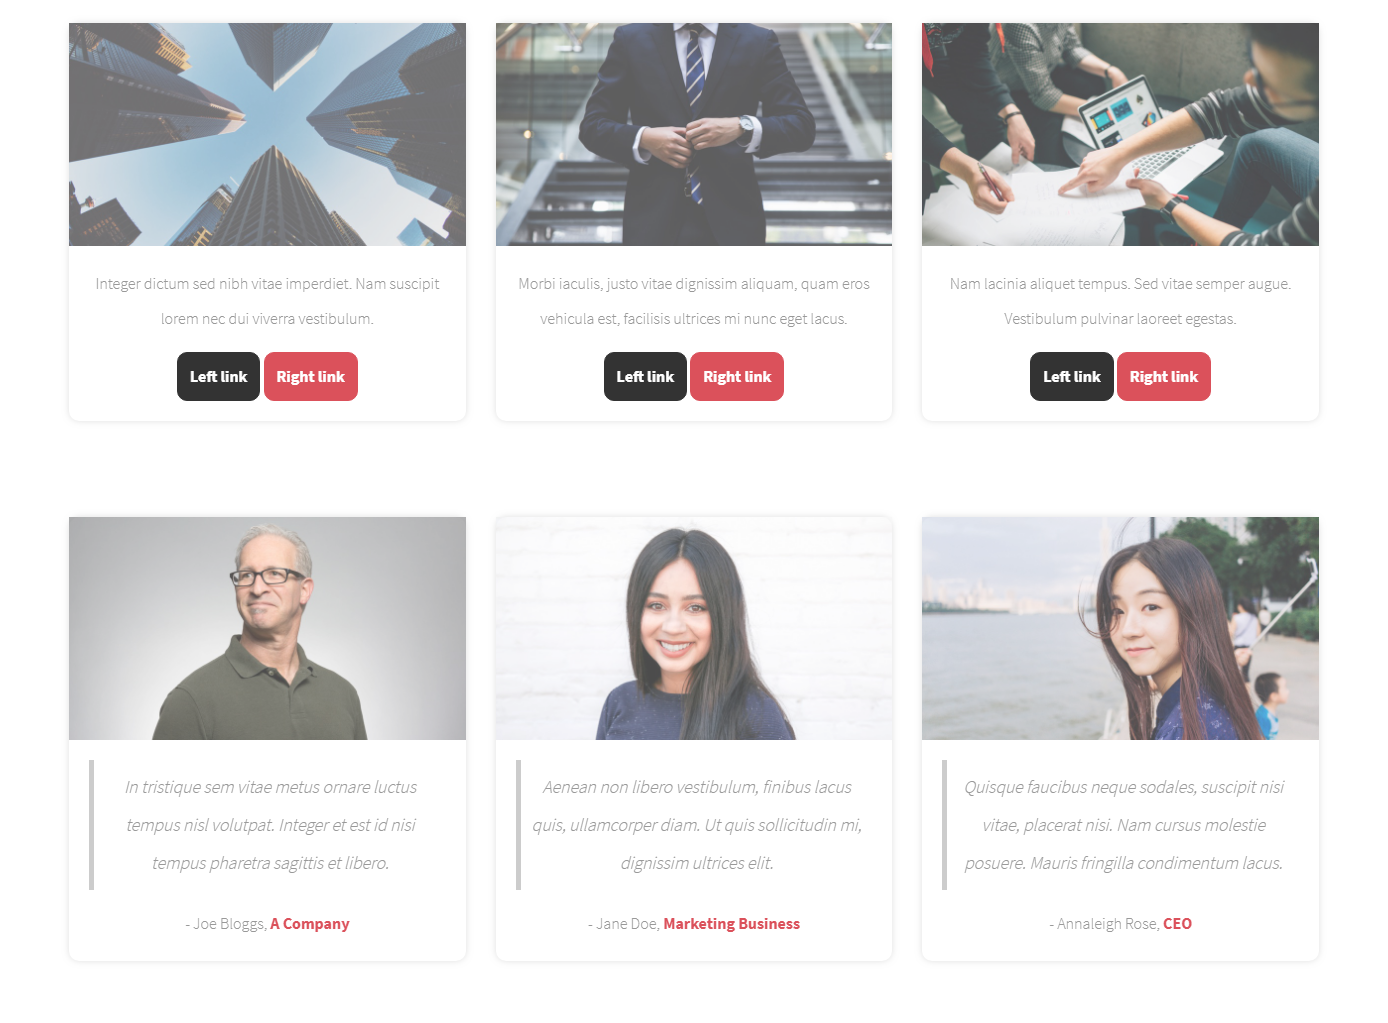 Integer dictum sed nibh vitae imperdiet. Nam suscipit
lorem nec dui viverra vestibulum.
Left link Right link
Morbi iaculis, justo vitae dignissim aliquam, quam eros
vehicula est, facilisis ultrices mi nunc eget lacus.
Left link Right link
Nam lacinia aliquet tempus. Sed vitae semper augue.
Vestibulum pulvinar laoreet egestas.
Left link Right link
In tristique sem vitae metus ornare luctus
tempus nisl volutpat. Integer et est id nisi
tempus pharetra sagittis et libero.
- Joe Bloggs, A Company
Aenean non libero vestibulum, finibus lacus
quis, ullamcorper diam. Ut quis sollicitudin mi,
dignissim ultrices elit.
- Jane Doe, Marketing Business
Quisque faucibus neque sodales, suscipit nisi
vitae, placerat nisi. Nam cursus molestie
posuere. Mauris fringilla condimentum lacus.
- Annaleigh Rose, CEO